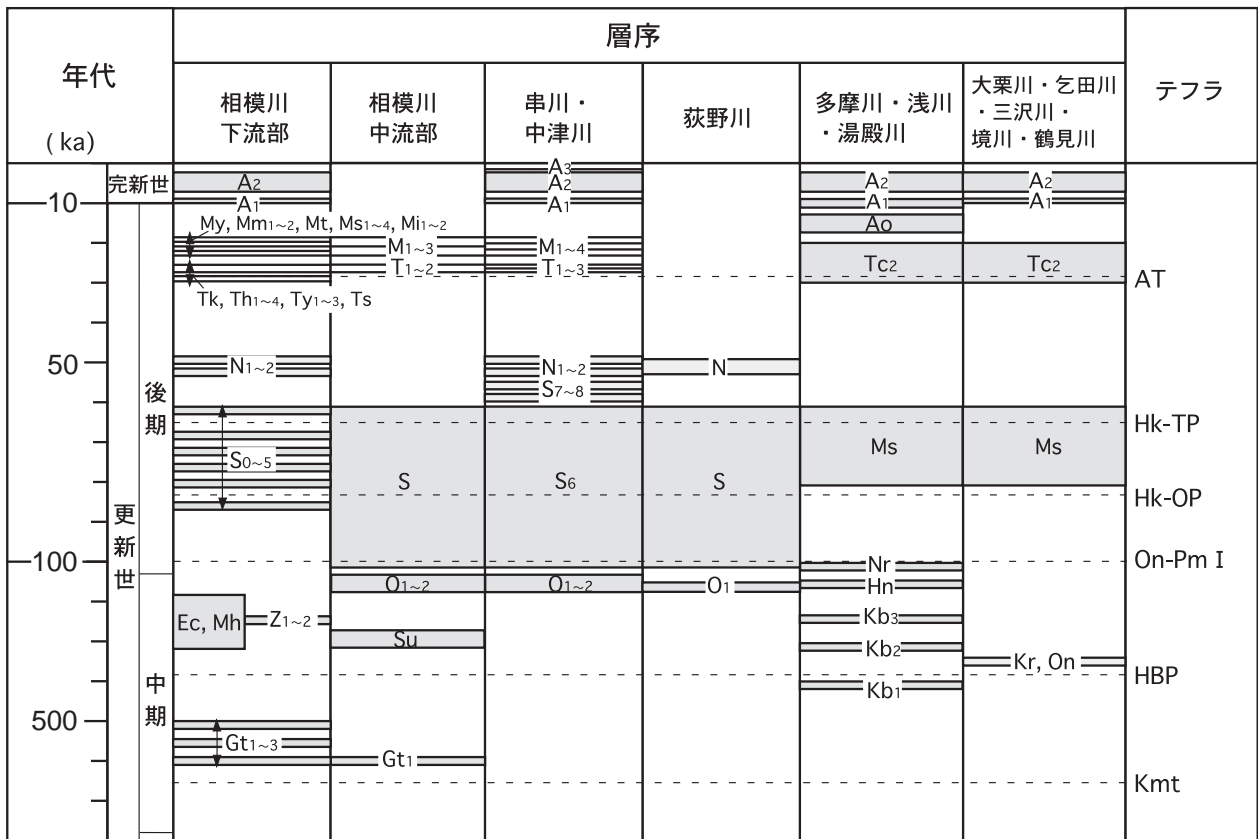 年代
(ka)
層序
テフラ
相模川
下流部
相模川
中流部
串川・
中津川
荻野川
多摩川・浅川
・湯殿川
大栗川・乞田川
・三沢川・
境川・鶴見川
完新世
更新世
後期
中期
10
50
100
500
A2
A1
My, Mm1~2, Mt, Ms1~4, Mi1~2
Tk, Th1~4, Ty1~3, Ts
N1~2
S0~5
Ec, Mh
Z1~2
Gt1~3
M1~3
T1~2
S
O1~2
Su
Gt1
A3
A2
A1
M1~4
T1~3
N1~2
S7~8
S6
O1~2
N
S
O1
A2
A1
Ao
Tc2
Ms
Nr
Hn
Kb3
Kb2
Kb1
A2
A1
Tc2
Ms
Kr, On
AT
Hk-TP
Hk-OP
On-Pm I
HBP
Kmt